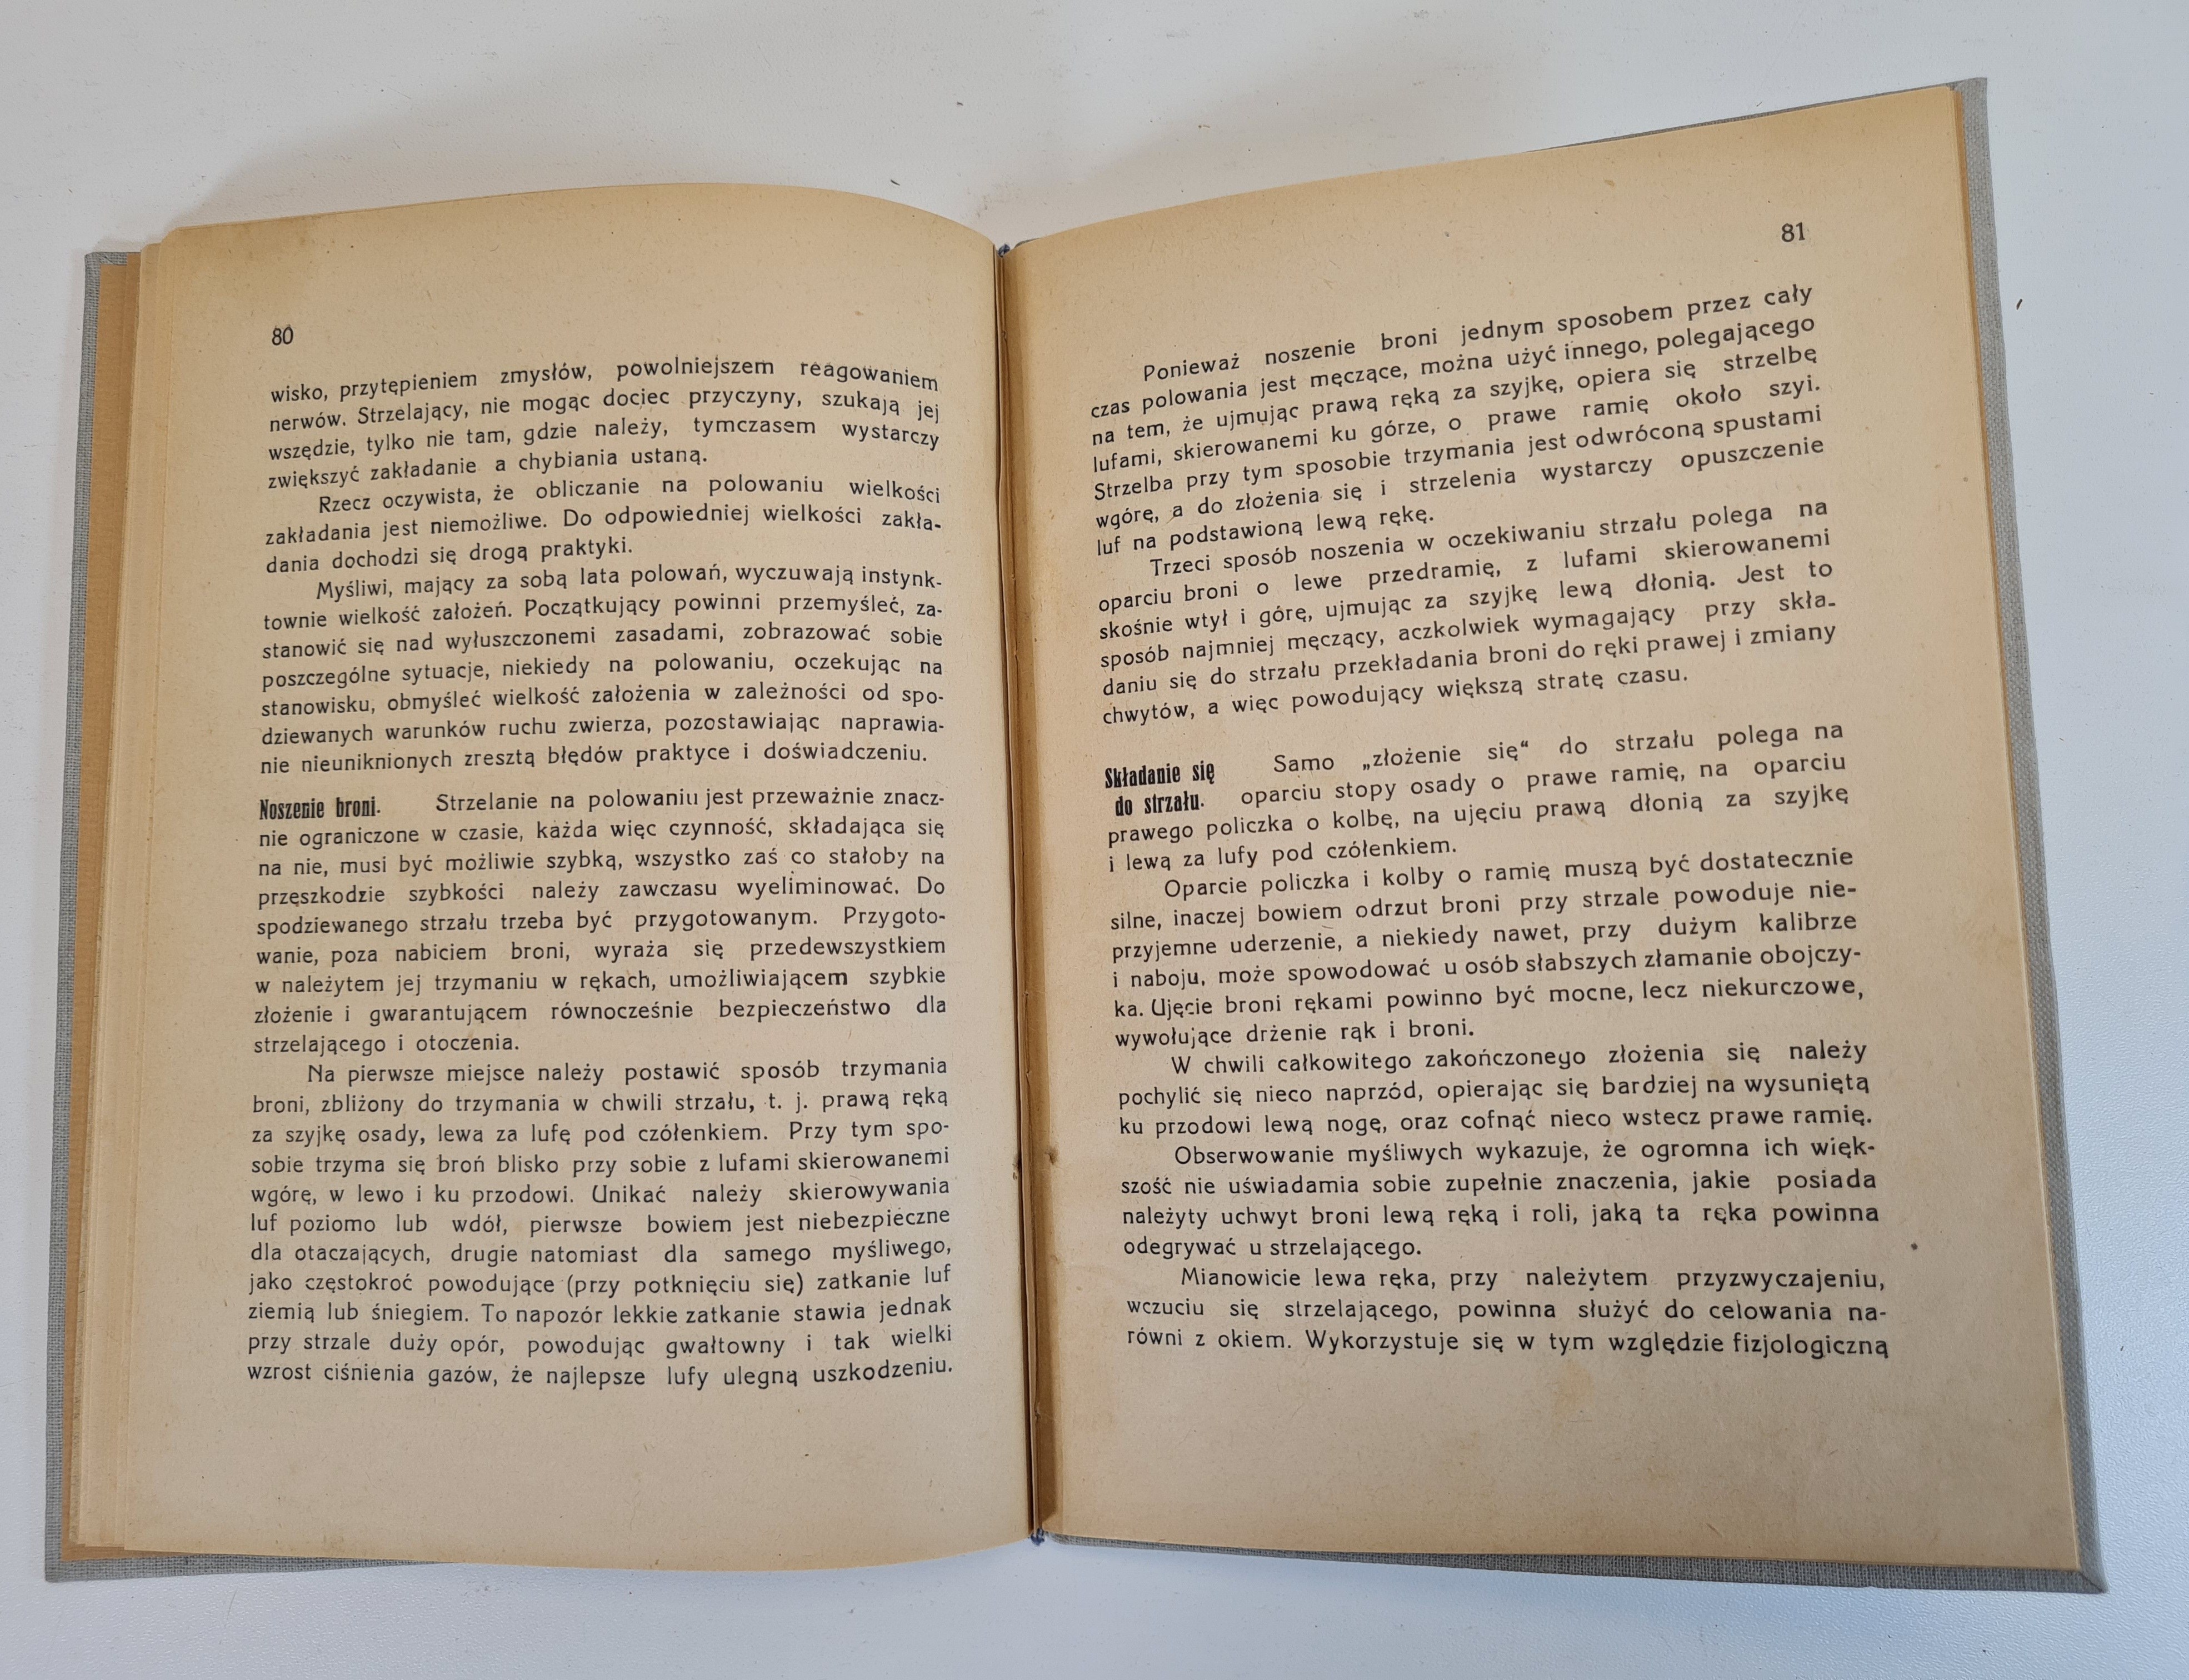 80
wisko, przytępieniem zmysłów, powolniejszem reagowaniem
nerwów. Strzelający, nie mogąc dociec przyczyny, szukają jej
wszędzie, tylko nie tam, gdzie należy, tymczasem wystarczy
zwiększyć zakładanie a chybiania ustaną.
Rzecz oczywista, że obliczanie na polowaniu wielkości
zakładania jest niemożliwe. Do odpowiedniej wielkości zakła-
dania dochodzi się drogą praktyki.
Myśliwi, mający za sobą lata polowań, wyczuwają instynk-
townie wielkość założeń. Początkujący powinni przemyśleć, za-
stanowić się nad wyłuszczonemi zasadami, zobrazować sobie
poszczególne sytuacje, niekiedy na polowaniu, oczekując na
stanowisku, obmyśleć wielkość założenia w zależności od spo-
dziewanych warunków ruchu zwierza, pozostawiając naprawia-
nie nieuniknionych zresztą błędów praktyce i doświadczeniu.
Noszenie broni. Strzelanie na polowaniu jest przeważnie znacz-
nie ograniczone w czasie, każda więc czynność, składająca się
na nie, musi być możliwie szybką, wszystko zaś co stałoby na
przęszkodzie szybkości należy zawczasu wyeliminować. Do
spodziewanego strzału trzeba być przygotowanym. Przygoto-
wanie, poza nabiciem broni, wyraża się przedewszystkiem
w należytem jej trzymaniu w rękach, umożliwiającem szybkie
złożenie i gwarantującem równocześnie bezpieczeństwo dla
strzelającego i otoczenia.
Na pierwsze miejsce należy postawić sposób trzymania
broni, zbliżony do trzymania w chwili strzału, t. j. prawą ręką
za szyjkę osady, lewą za lufę pod czółenkiem. Przy tym spo-
sobie trzyma się broń blisko przy sobie z lufami skierowanemi
wgórę, w lewo i ku przodowi. Unikać należy skierowywania
luf poziomo lub wdół, pierwsze bowiem jest niebezpieczne
dla otaczających, drugie natomiast dla samego myśliwego,
jako częstokroć powodujące (przy potknięciu się) zatkanie luf
ziemią lub śniegiem. To napozór lekkie zatkanie stawia jednak
przy strzale duży opór, powodując gwałtowny i tak wielki
wzrost ciśnienia gazów, że najlepsze lufy ulegną uszkodzeniu.
81
Ponieważ noszenie broni jednym sposobem przez cały
czas polowania jest męczące, można użyć innego, polegającego
na tem, że ujmując prawą ręką za szyjkę, opiera się strzelbę
lufami, skierowanemi ku górze, o prawe ramię około szyi.
Strzelba przy tym sposobie trzymania jest odwróconą spustami
wgórę, a do złożenia się i strzelenia wystarczy opuszczenie
luf na podstawioną lewą rękę.
Trzeci sposób noszenia w oczekiwaniu strzału polega na
oparciu broni o lewe przedramię, z lufami skierowanemi
skośnie wtył i górę, ujmując za szyjkę lewą dłonią. Jest to
sposób najmniej męczący, aczkolwiek wymagający przy skła-
daniu się do strzału przekładania broni do ręki prawej i zmiany
chwytów, a więc powodujący większą stratę czasu.
Składanie się do strzału. Samo „złożenie się“ do strzału polega na
oparciu stopy osady o prawe ramię, na oparciu
prawego policzka o kolbę, na ujęciu prawą dłonią za szyjkę
i lewą za lufy pod czółenkiem.
Oparcie policzka i kolby o ramię muszą być dostatecznie
silne, inaczej bowiem odrzut broni przy strzale powoduje nie-
przyjemne uderzenie, a niekiedy nawet, przy dużym kalibrze
i naboju, może spowodować u osób słabszych złamanie obojczy-
ka. Ujęcie broni rękami powinno być mocne, lecz niekurczowe,
wywołujące drżenie rąk i broni.
W chwili całkowitego zakończonego złożenia się należy
pochylić się nieco naprzód, opierając się bardziej na wysuniętą
ku przodowi lewą nogę, oraz cofnąć nieco wstecz prawe ramię.
Obserwowanie myśliwych wykazuje, że ogromna ich więk-
szość nie uświadamia sobie zupełnie znaczenia, jakie posiada
należyty uchwyt broni lewą ręką i roli, jaką ta ręka powinna
odegrywać u strzelającego.
Mianowicie lewa ręka, przy należytem przyzwyczajeniu,
wczuciu się strzelającego, powinna służyć do celowania na-
równi z okiem. Wykorzystuje się w tym względzie fizjologiczną